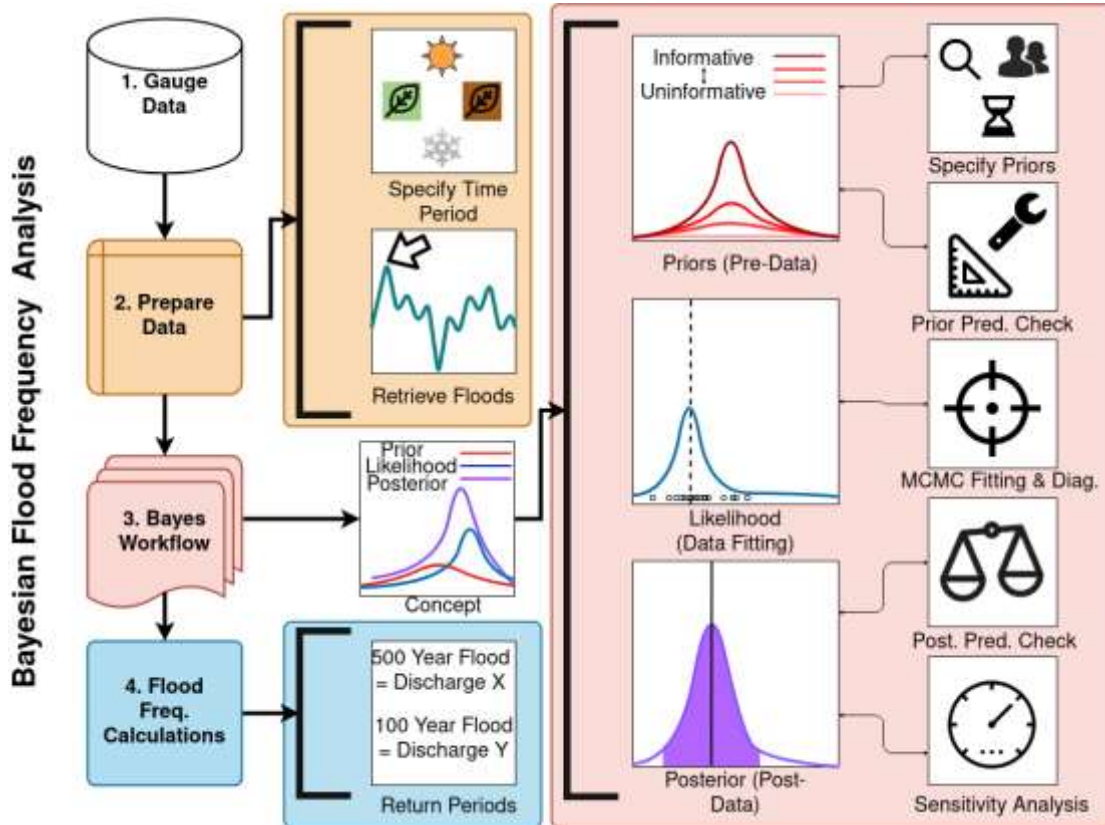 Bayesian Flood Frequency Analysis
1. Gauge
Data
2. Prepare
Data
3. Bayes
Workflow
4. Flood
Freq.
Calculations
Specify Time
Period
Retrieve Floods
Prior
Likelihood
Posterior
Concept
500 Year Flood
= Discharge X
100 Year Flood
= Discharge Y
Return Periods
Informative
Uninformative
Priors (Pre-Data)
Likelihood
(Data Fitting)
Posterior (Post-
Data)
Specify Priors
Prior Pred. Check
MCMC Fitting & Diag.
Post. Pred. Check
Sensitivity Analysis